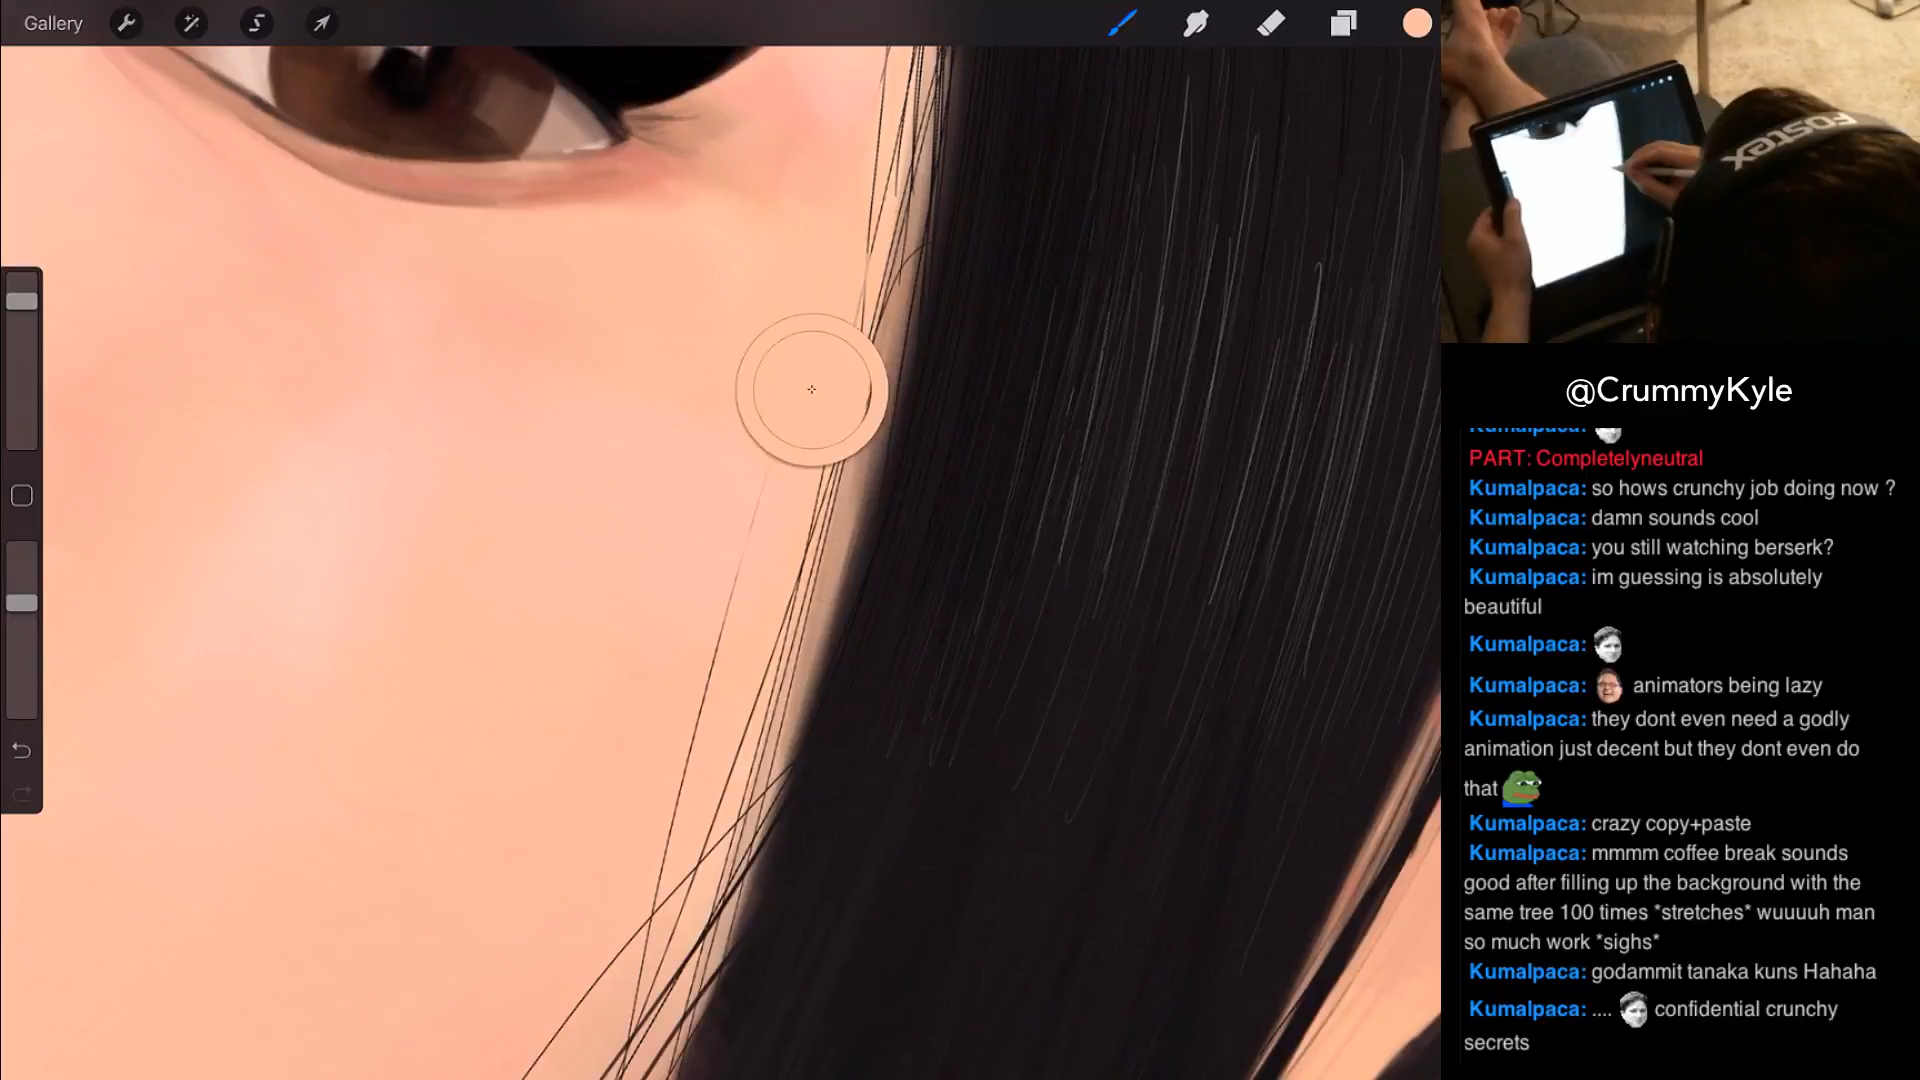 Gallery
FOSTEX
@CrummyKyle
Kumalpaca:
PART: Completelyneutral
Kumalpaca: so hows crunchy job doing now ?
Kumalpaca: damn sounds cool
Kumalpaca: you still watching berserk?
Kumalpaca: im guessing is absolutely
beautiful
Kumalpaca:
Kumalpaca: animators being lazy
Kumalpaca: they dont even need a godly
animation just decent but they dont even do
that
Kumalpaca: crazy copy+paste
Kumalpaca: mmmm coffee break sounds
good after filling up the background with the
same tree 100 times *stretches* wuuuuh man
so much work *sighs*
Kumalpaca: godammit tanaka kuns Hahaha
Kumalpaca: .... confidential crunchy
secrets